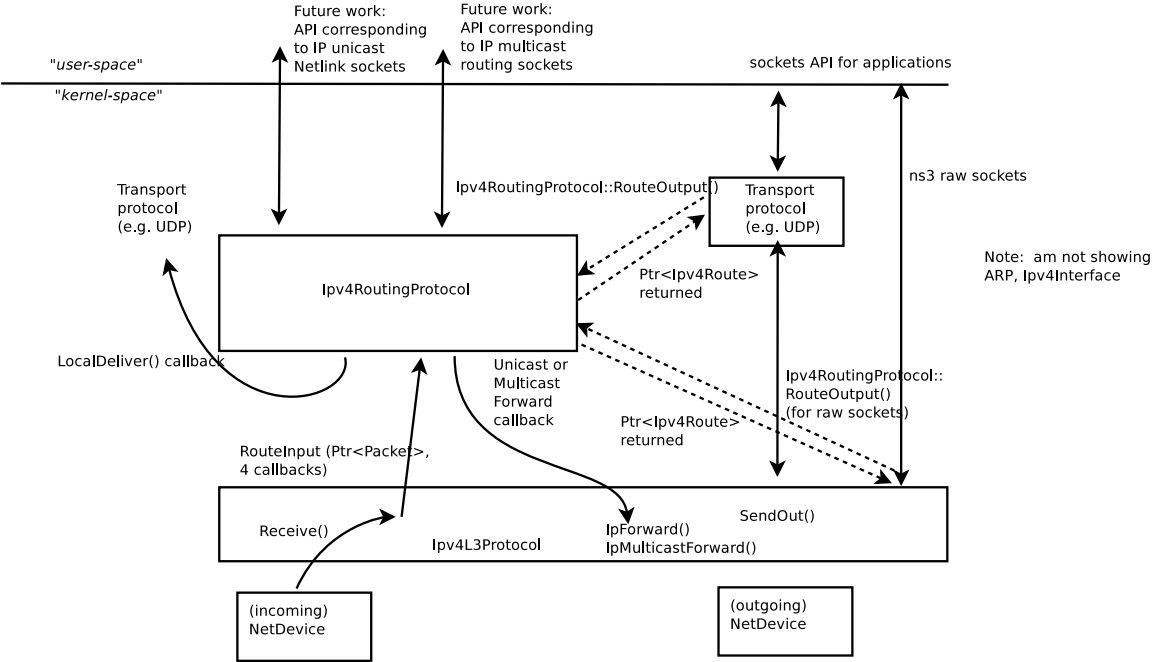 Future work:
API corresponding
to IP unicast
Netlink sockets
Future work:
API corresponding
to IP multicast
routing sockets
"user-space"
sockets API for applications
"kernel-space"
Transport
protocol
(e.g. UDP)
Ipv4RoutingProtocol::RouteOutput()
Transport
protocol
(e.g. UDP)
ns3 raw sockets
Note:  am not showing
ARP, Ipv4Interface
Ipv4RoutingProtocol
Ptr<Ipv4Route>
returned
LocalDeliver() callback
Unicast or
Multicast
Forward
callback
Ipv4RoutingProtocol::
RouteOutput()
(for raw sockets)
Ptr<Ipv4Route>
returned
RouteInput (Ptr<Packet>,
4 callbacks)
Receive()
Ipv4L3Protocol
IpForward()
IpMulticastForward()
SendOut()
(incoming)
NetDevice
(outgoing)
NetDevice